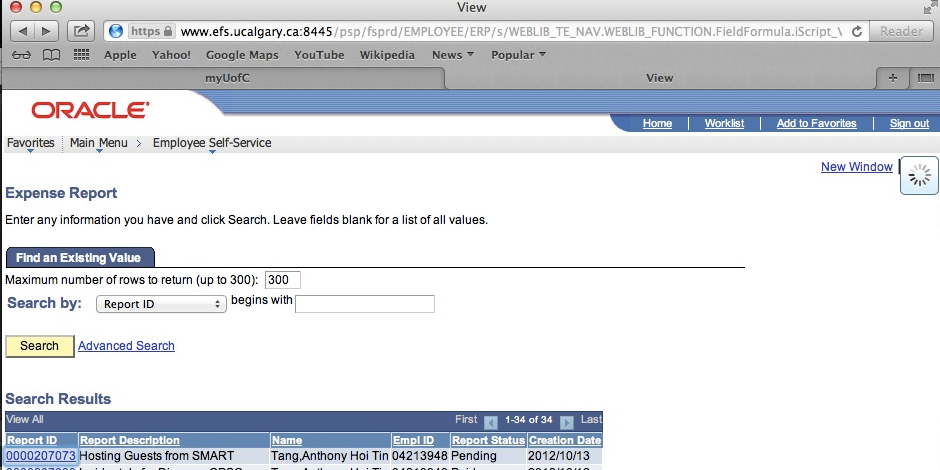 View
https www.efs.ucalgary.ca:8445/psp/fsprd/EMPLOYEE/ERP/s/WEBLIB_TE_NAV.WEBLIB_FUNCTION.FieldFormula.iScript_ Reader
Apple Yahoo! Google Maps YouTube Wikipedia News Popular
myUofC View +
ORACLE®
Home Worklist Add to Favorites Sign out
Favorites Main Menu > Employee Self-Service
New Window
Expense Report
Enter any information you have and click Search. Leave fields blank for a list of all values.
Find an Existing Value
Maximum number of rows to return (up to 300): 300
Search by: Report ID begins with
Search Advanced Search
Search Results
View All First 1-34 of 34 Last
Report ID Report Description Name Empl ID Report Status Creation Date
0000207073 Hosting Guests from SMART Tang,Anthony Hoi Tin 04213948 Pending 2012/10/13